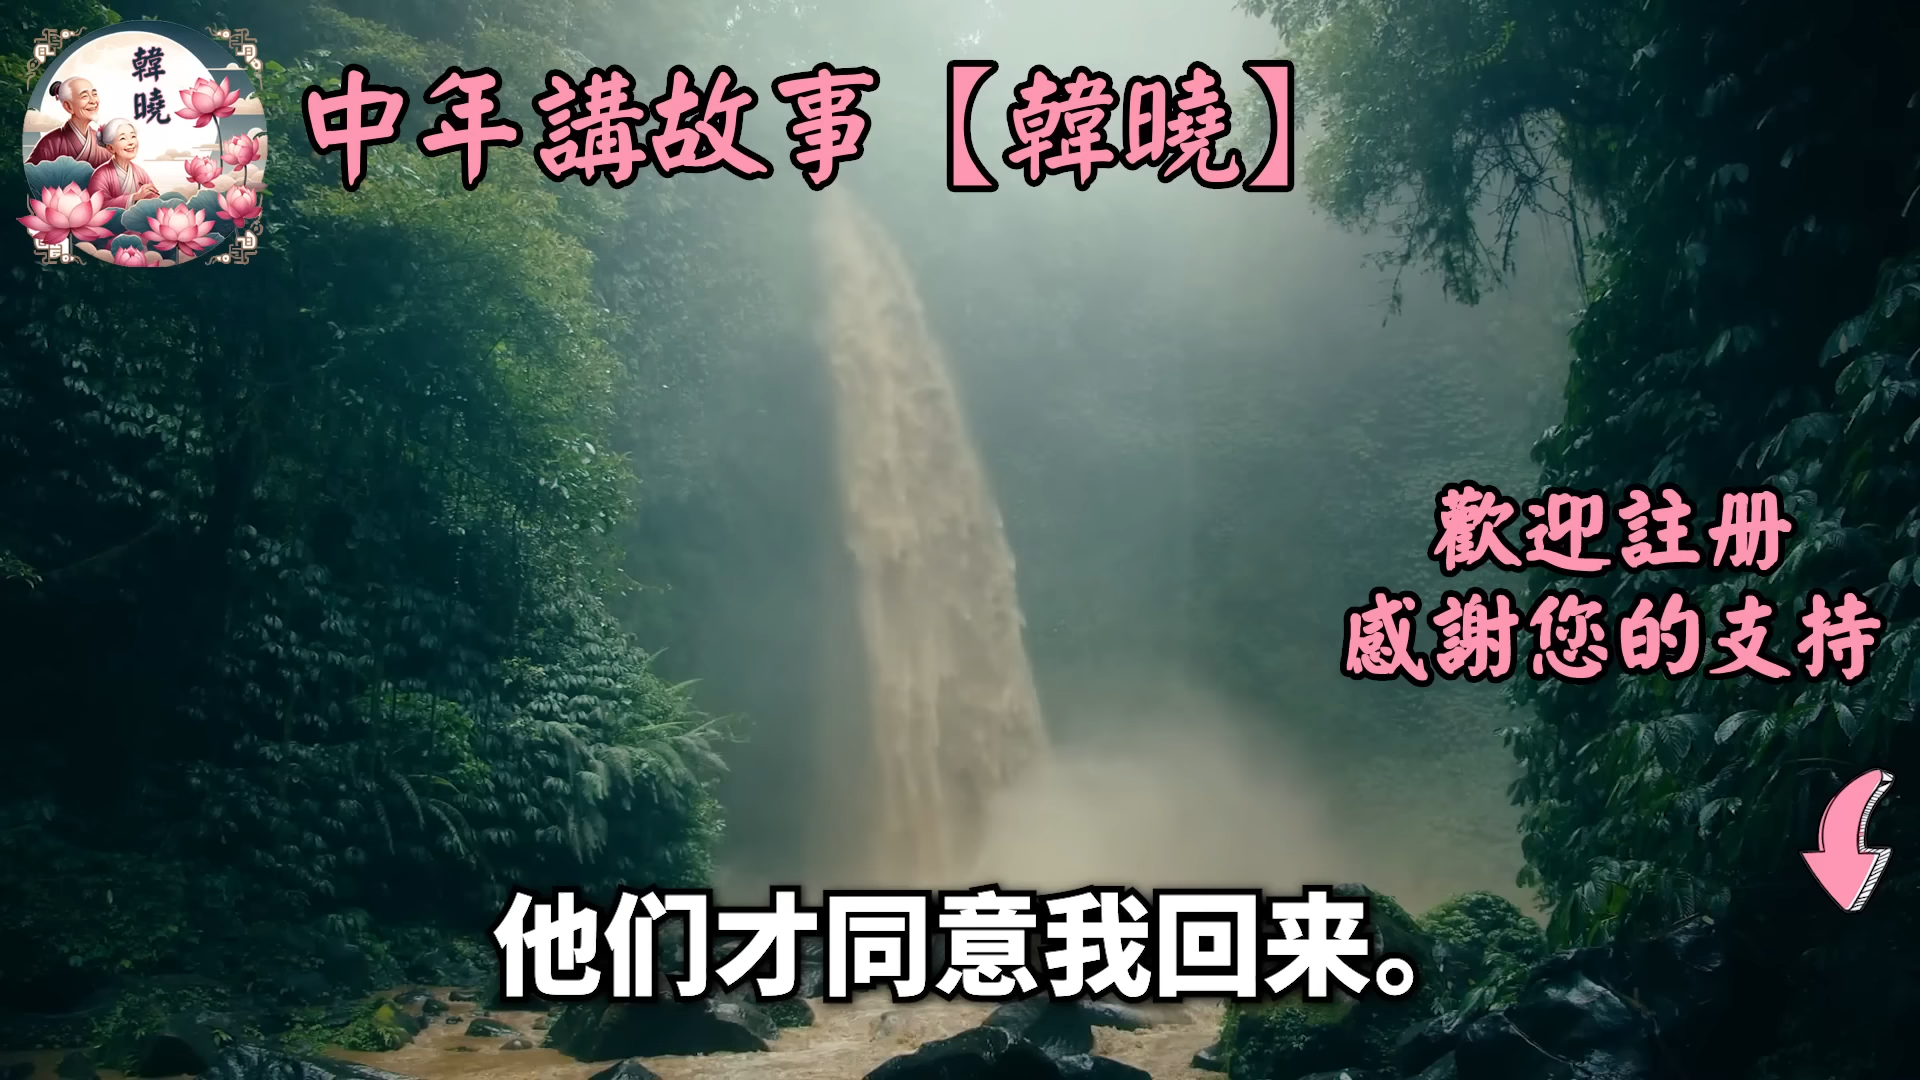 韓曉
中年講故事【韓曉】
歡迎註册
感謝您的支持
他们才同意我回来。